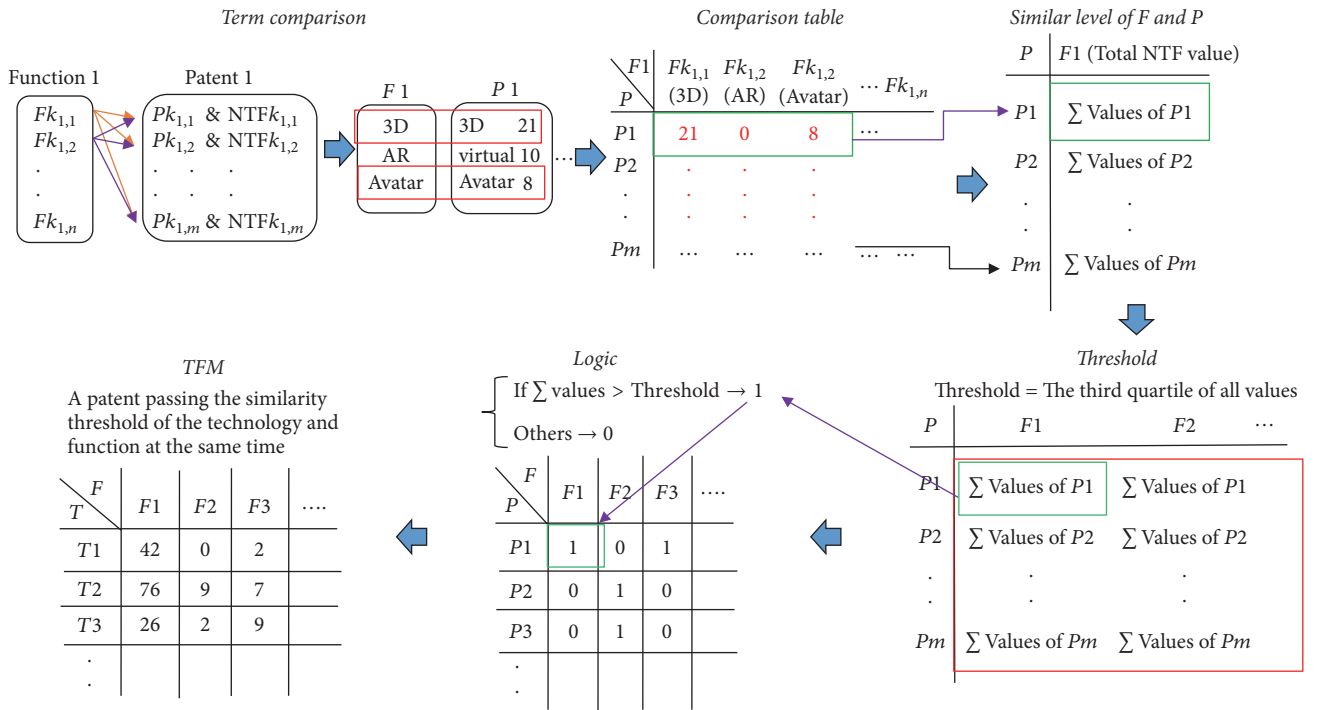 Term comparison
Function 1
Fk1,1
Fk1,2
.
.
Fk1,n
Patent 1
Pk1,1 & NTFk1,1
Pk1,2 & NTFk1,2
. . .
. . .
Pk1,m & NTFk1,m
F 1
3D
AR
Avatar
P 1
3D 21
virtual 10
Avatar 8
...
Comparison table
F1
P
Fk1,1 Fk1,2 Fk1,2
(3D) (AR) (Avatar)
... Fk1,n
P1 21 0 8 ...
P2 . . .
. . . .
. . . .
Pm ... ... ... ... ...
Similar level of F and P
P F1 (Total NTF value)
P1 ∑ Values of P1
P2 ∑ Values of P2
. .
. .
Pm ∑ Values of Pm
TFM
A patent passing the similarity
threshold of the technology and
function at the same time
F
T
F1 F2 F3 ....
T1 42 0 2
T2 76 9 7
T3 26 2 9
.
.
Logic
If ∑ values > Threshold → 1
Others → 0
F
P
F1 F2 F3 ....
P1 1 0 1
P2 0 1 0
P3 0 1 0
.
.
Threshold
Threshold = The third quartile of all values
P F1 F2 ...
P1 ∑ Values of P1 ∑ Values of P1
P2 ∑ Values of P2 ∑ Values of P2
. . .
. . .
Pm ∑ Values of Pm ∑ Values of Pm